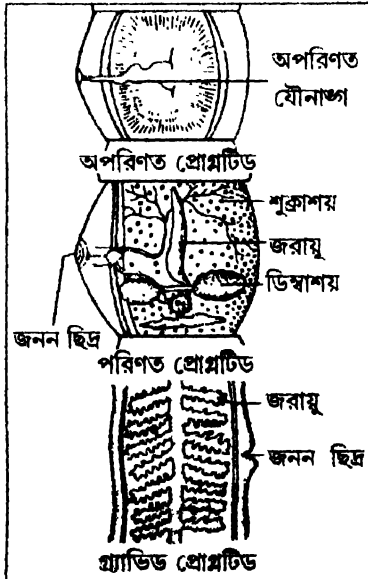 অপরিণত
যৌনাঙ্গ
অপরিণত প্রোগ্লটিড
শুক্রাশয়
জরায়ু
ডিম্বাশয়
জনন ছিদ্র
পরিণত প্রোগ্লটিড
জরায়ু
জনন ছিদ্র
গ্র্যাভিড প্রোগ্লটিড